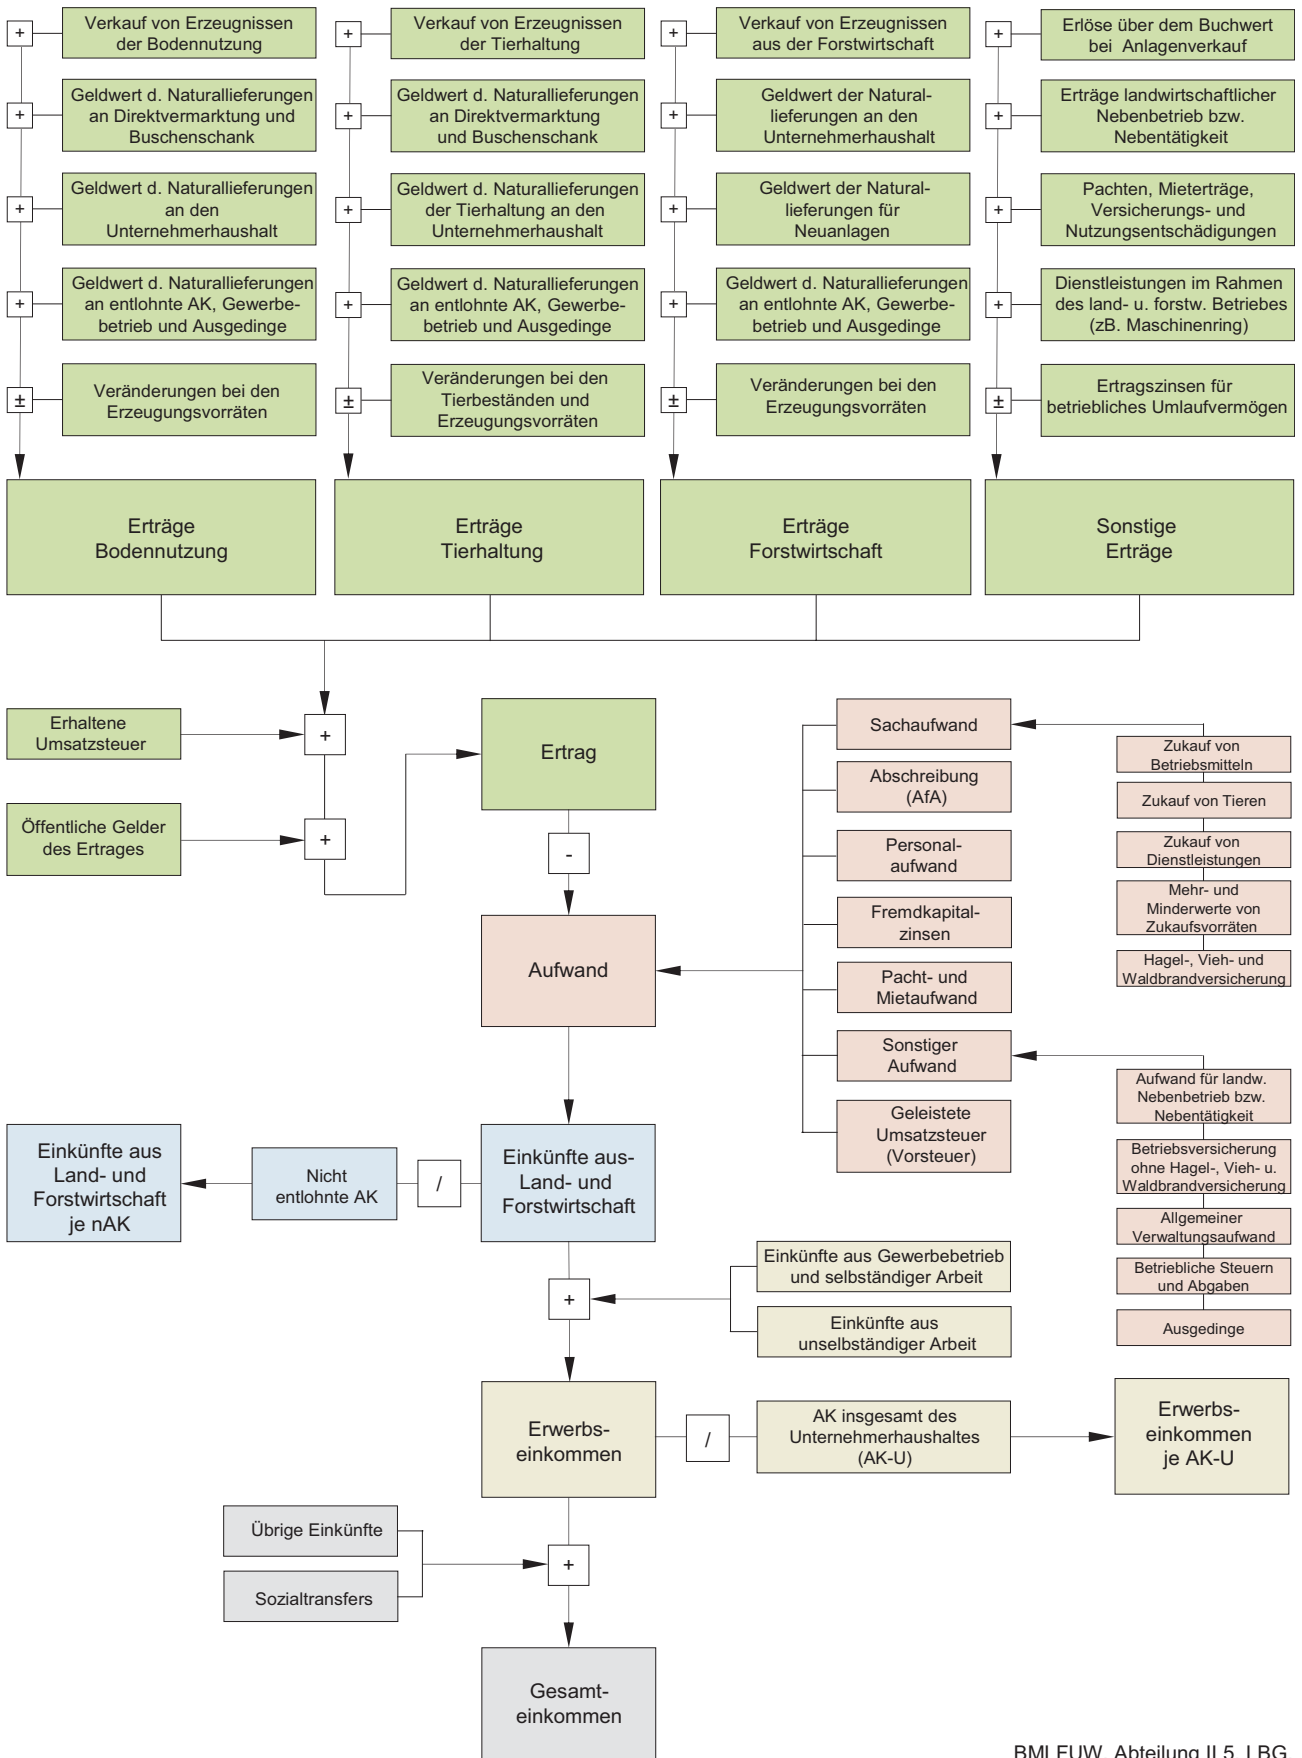 +
Verkauf von Erzeugnissen
der Bodennutzung
+
Geldwert d. Naturallieferungen
an Direktvermarktung und
Buschenschank
+
Geldwert d. Naturallieferungen
an den
Unternehmerhaushalt
+
Geldwert d. Naturallieferungen
an entlohnte AK, Gewerbe-
betrieb und Ausgedinge
±
Veränderungen bei den
Erzeugungsvorräten
Erträge
Bodennutzung
+
Verkauf von Erzeugnissen
der Tierhaltung
+
Geldwert d. Naturallieferungen
an Direktvermarktung
und Buschenschank
+
Geldwert d. Naturallieferungen
der Tierhaltung an den
Unternehmerhaushalt
+
Geldwert d. Naturallieferungen
an entlohnte AK, Gewerbe-
betrieb und Ausgedinge
±
Veränderungen bei den
Tierbeständen und
Erzeugungsvorräten
Erträge
Tierhaltung
+
Verkauf von Erzeugnissen
aus der Forstwirtschaft
+
Geldwert der Natural-
lieferungen an den
Unternehmerhaushalt
+
Geldwert der Natural-
lieferungen für
Neuanlagen
+
Geldwert d. Naturallieferungen
an entlohnte AK, Gewerbe-
betrieb und Ausgedinge
±
Veränderungen bei den
Erzeugungsvorräten
Erträge
Forstwirtschaft
+
Erlöse über dem Buchwert
bei Anlagenverkauf
+
Erträge landwirtschaftlicher
Nebenbetrieb bzw.
Nebentätigkeit
+
Pachten, Mieterträge,
Versicherungs- und
Nutzungsentschädigungen
+
Dienstleistungen im Rahmen
des land- u. forstw. Betriebes
(zB. Maschinenring)
±
Ertragszinsen für
betriebliches Umlaufvermögen
Sonstige
Erträge
Erhaltene
Umsatzsteuer
+
Öffentliche Gelder
des Ertrages
+
Ertrag
-
Aufwand
Sachaufwand
Abschreibung
(AfA)
Personal-
aufwand
Fremdkapital-
zinsen
Pacht- und
Mietaufwand
Sonstiger
Aufwand
Geleistete
Umsatzsteuer
(Vorsteuer)
Zukauf von
Betriebsmitteln
Zukauf von Tieren
Zukauf von
Dienstleistungen
Mehr- und
Minderwerte von
Zukaufsvorräten
Hagel-, Vieh- und
Waldbrandversicherung
Aufwand für landw.
Nebenbetrieb bzw.
Nebentätigkeit
Betriebsversicherung
ohne Hagel-, Vieh- u.
Waldbrandversicherung
Allgemeiner
Verwaltungsaufwand
Betriebliche Steuern
und Abgaben
Ausgedinge
Einkünfte aus
Land- und
Forstwirtschaft
je nAK
Nicht
entlohnte AK
/
Einkünfte aus-
Land- und
Forstwirtschaft
+
Einkünfte aus Gewerbebetrieb
und selbständiger Arbeit
Einkünfte aus
unselbständiger Arbeit
Erwerbs-
einkommen
/
AK insgesamt des
Unternehmerhaushaltes
(AK-U)
Erwerbs-
einkommen
je AK-U
Übrige Einkünfte
Sozialtransfers
+
Gesamt-
einkommen
BMLFUW, Abteilung II 5, LBG